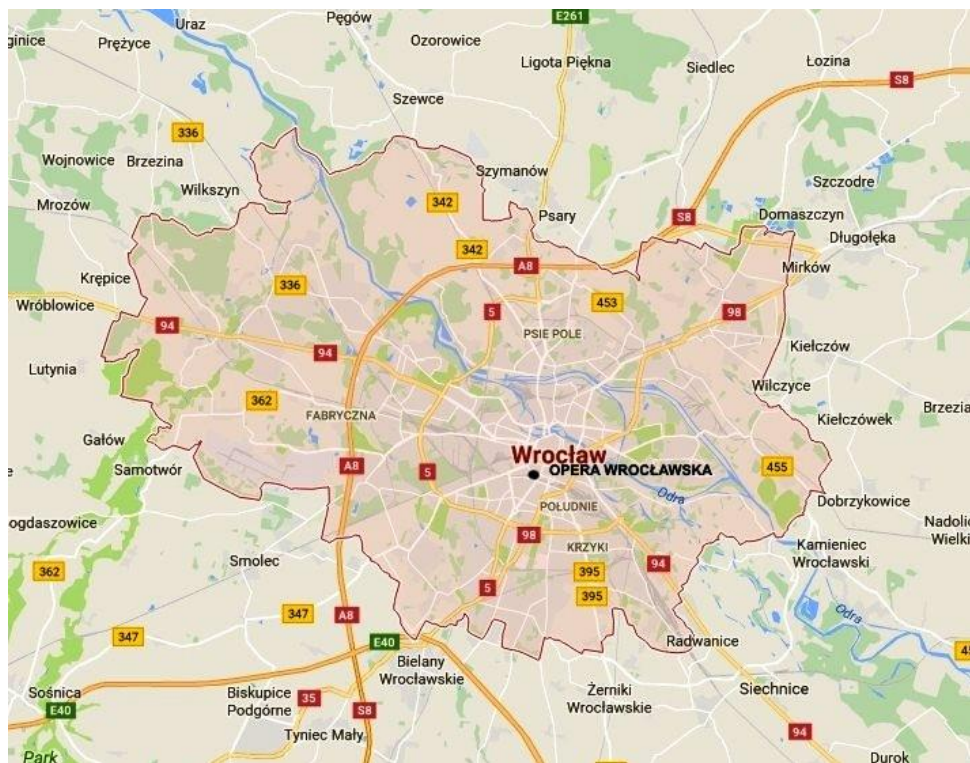 Uraz
Pęgów
E261
ginice
Prężyce
Ozorowice
Ligota Piękna
Siedlec
Łozina
S8
Szewce
336
Wojnowice
Brzezina
Wilkszyn
Szymanów
Szczodre
Mrozów
342
Psary
S8
Domaszczyn
Długołęka
342
A8
Mirków
Krępice
336
453
Wróblowice
5
98
94
PSIE POLE
94
Kiełczów
Lutynia
Wilczyce
362
FABRYCZNA
Kiełczówek
Brzezia
Gałów
Wrocław
Samotwór
A8
5
OPERA WROCŁAWSKA
455
Odra
Dobrzykowice
POŁUDNIE
ogdaszowice
Nadolic
Wielki
98
Kamieniec
Wrocławski
KRZYKI
Smolec
362
94
395
5
395
347
A8
Odra
347
E40
Radwanice
45
Bielany
Wrocławskie
Sośnica
Biskupice
Podgórne
35
Żerniki
Wrocławskie
Siechnice
E40
S8
Tyniec Mały
94
Park
Durok